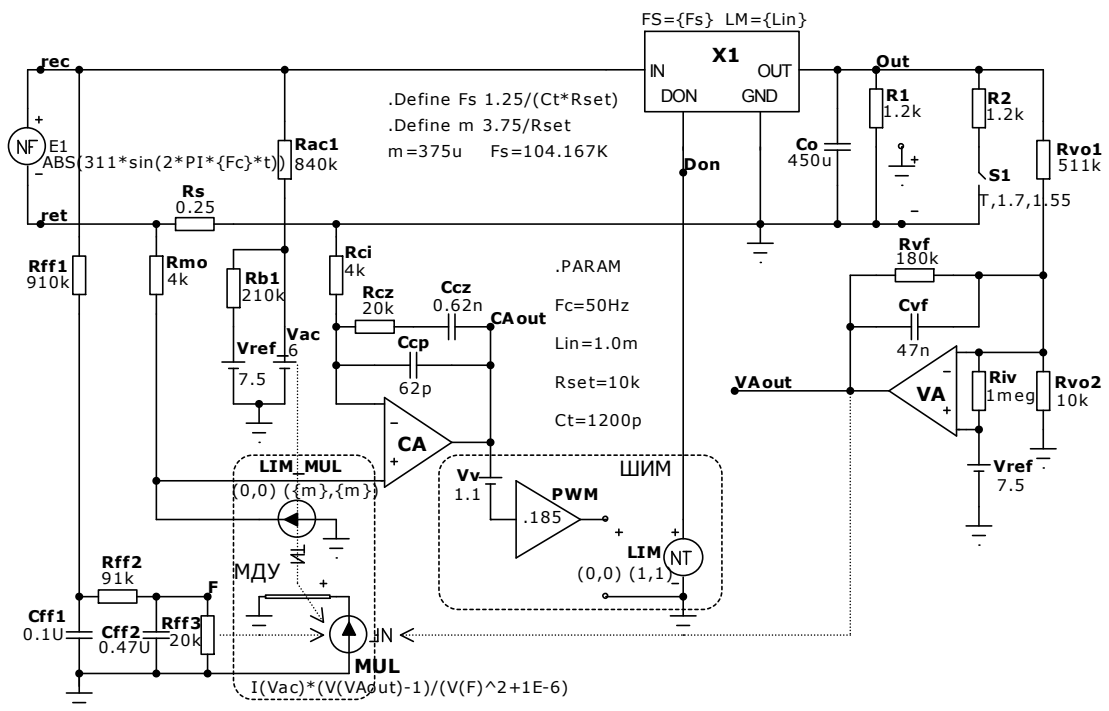 FS={Fs} LM={Lin}
X1
IN
OUT
DON
GND
rec
Out
.Define Fs 1.25/(Ct*Rset)
.Define m 3.75/Rset
m=375u Fs=104.167K
NF
E1
ABS(311*sin(2*PI*{Fc}*t))
+
−
Rac1
840k
Co
450u
R1
1.2k
R2
1.2k
Rvo1
511k
Don
S1
T,1.7,1.55
+
−
ret
Rs
0.25
Rff1
910k
Rmo
4k
Rb1
210k
Vref
7.5
Vac
6
Rci
4k
Rcz
20k
Ccz
0.62n
CAout
Ccp
62p
.PARAM
Fc=50Hz
Lin=1.0m
Rset=10k
Ct=1200p
Rvf
180k
Cvf
47n
VAout
VA
−
+
Riv
1meg
Rvo2
10k
Vref
7.5
CA
−
+
LIM_MUL
(0,0) ({m},{m})
ШИМ
Vv
1.1
PWM
.185
+
LIM
(0,0) (1,1)
NT
+
−
МДУ
NT
Rff2
91k
F
Cff1
0.1U
Cff2
0.47U
Rff3
20k
+
NF
MUL
I(Vac)*(V(VAout)-1)/(V(F)^2+1E-6)